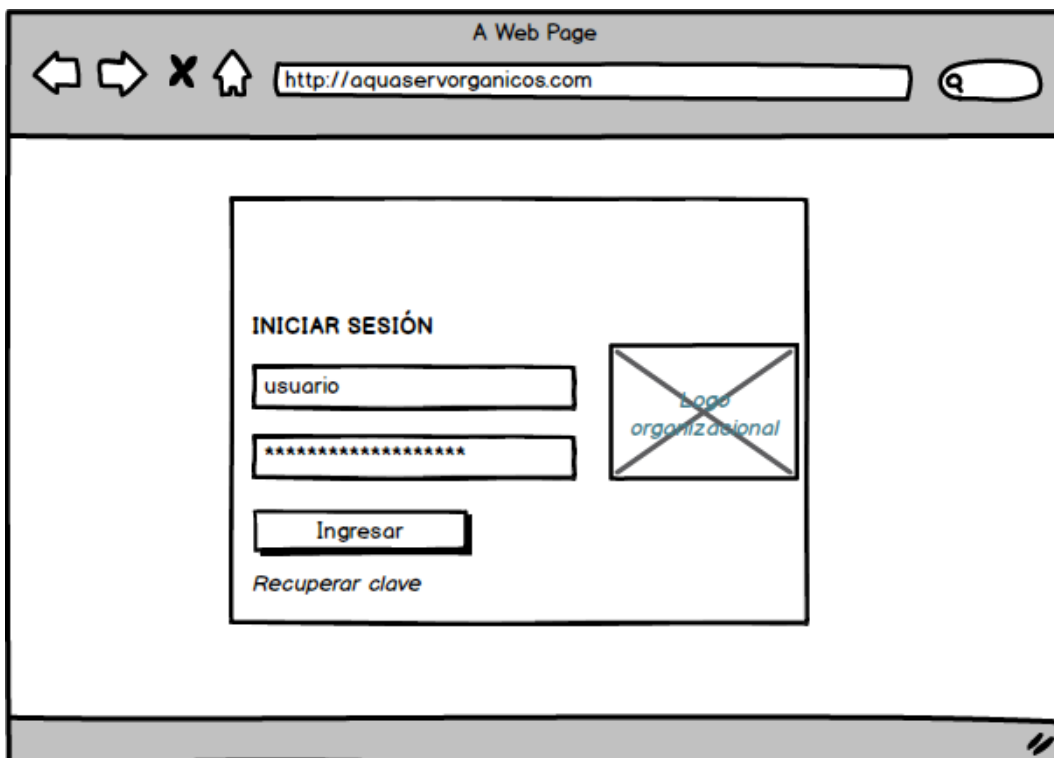 A Web Page
http://aquaservorganicos.com
INICIAR SESIÓN
usuario
*******************
Logo
organizacional
Ingresar
Recuperar clave